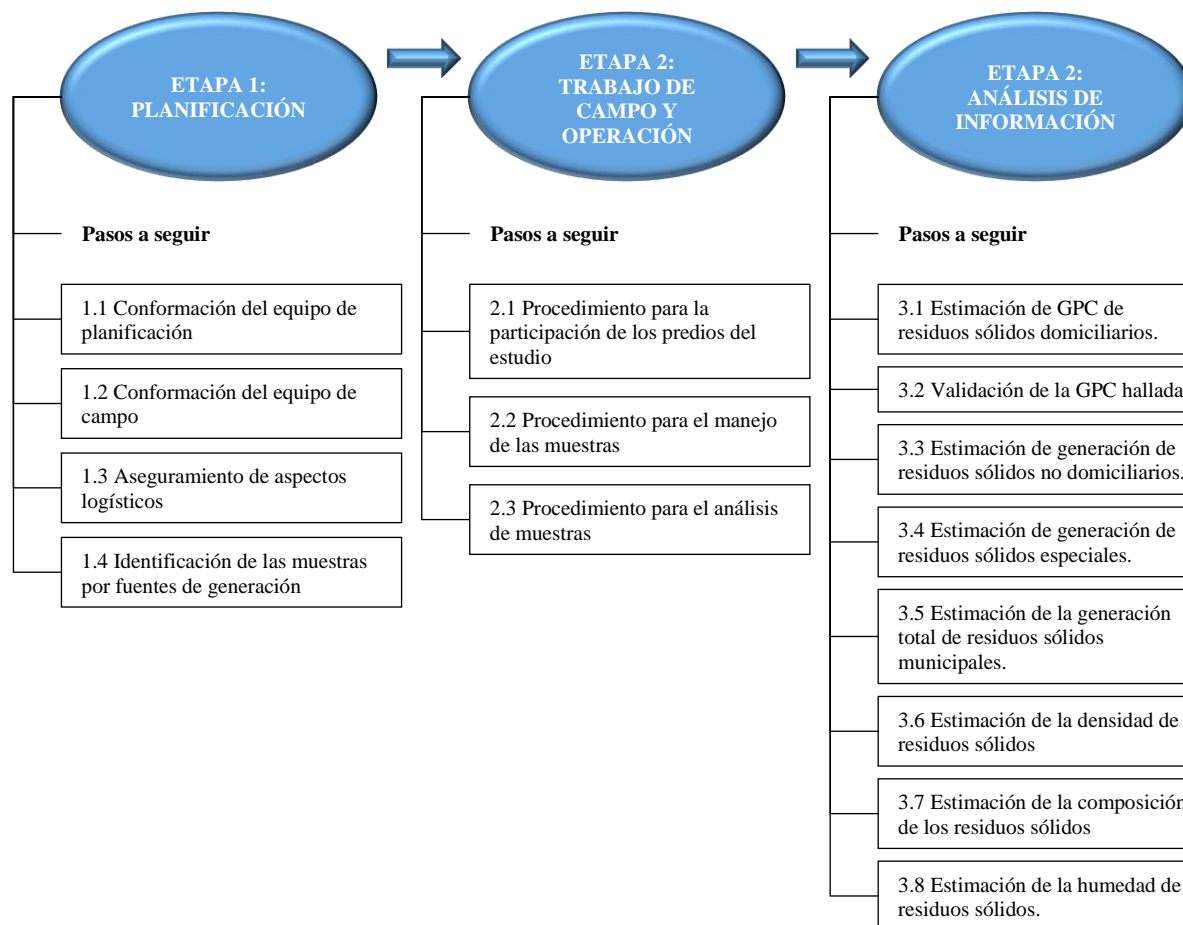 ETAPA 1:
PLANIFICACIÓN
Pasos a seguir
1.1 Conformación del equipo de
planificación
1.2 Conformación del equipo de
campo
1.3 Aseguramiento de aspectos
logísticos
1.4 Identificación de las muestras
por fuentes de generación
ETAPA 2:
TRABAJO DE
CAMPO Y
OPERACIÓN
Pasos a seguir
2.1 Procedimiento para la
participación de los predios del
estudio
2.2 Procedimiento para el manejo
de las muestras
2.3 Procedimiento para el análisis
de muestras
ETAPA 2:
ANÁLISIS DE
INFORMACIÓN
Pasos a seguir
3.1 Estimación de GPC de
residuos sólidos domiciliarios.
3.2 Validación de la GPC hallada
3.3 Estimación de generación de
residuos sólidos no domiciliarios.
3.4 Estimación de generación de
residuos sólidos especiales.
3.5 Estimación de la generación
total de residuos sólidos
municipales.
3.6 Estimación de la densidad de
residuos sólidos
3.7 Estimación de la composición
de los residuos sólidos
3.8 Estimación de la humedad de
residuos sólidos.